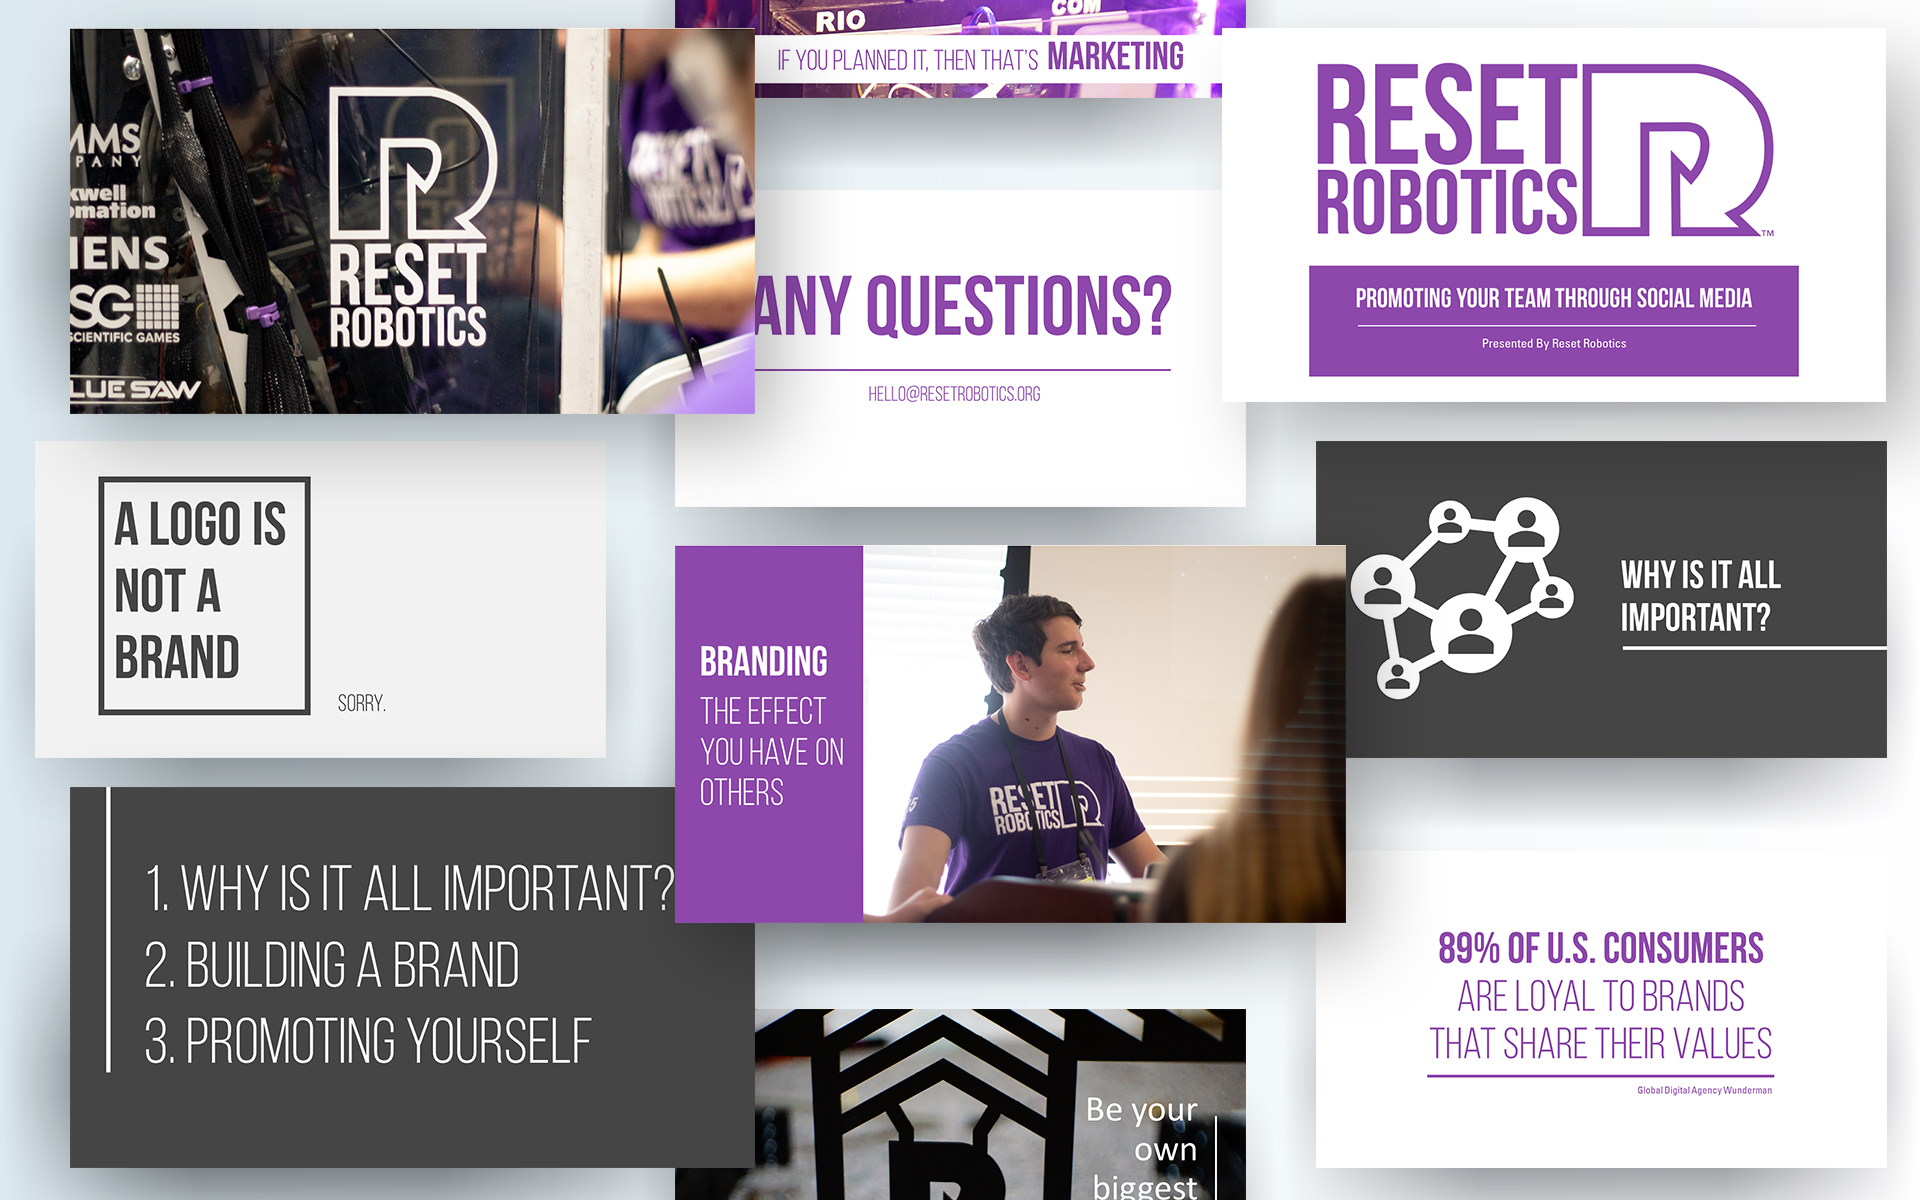 RIO
COM
IF YOU PLANNED IT, THEN THAT'S MARKETING
MMS
PANY
kwell
omation
IENS
SG
SCIENTIFIC GAMES
LUE SAW
RESET
ROBOTICS
ANY QUESTIONS?
HELLO@RESETROBOTICS.ORG
RESET
ROBOTICS
TM
PROMOTING YOUR TEAM THROUGH SOCIAL MEDIA
Presented By Reset Robotics
A LOGO IS
NOT A
BRAND
SORRY.
BRANDING
THE EFFECT
YOU HAVE ON
OTHERS
RESET
ROBOTICS
WHY IS IT ALL
IMPORTANT?
1. WHY IS IT ALL IMPORTANT?
2. BUILDING A BRAND
3. PROMOTING YOURSELF
Be your
own
biggest
89% OF U.S. CONSUMERS
ARE LOYAL TO BRANDS
THAT SHARE THEIR VALUES
Global Digital Agency Wunderman